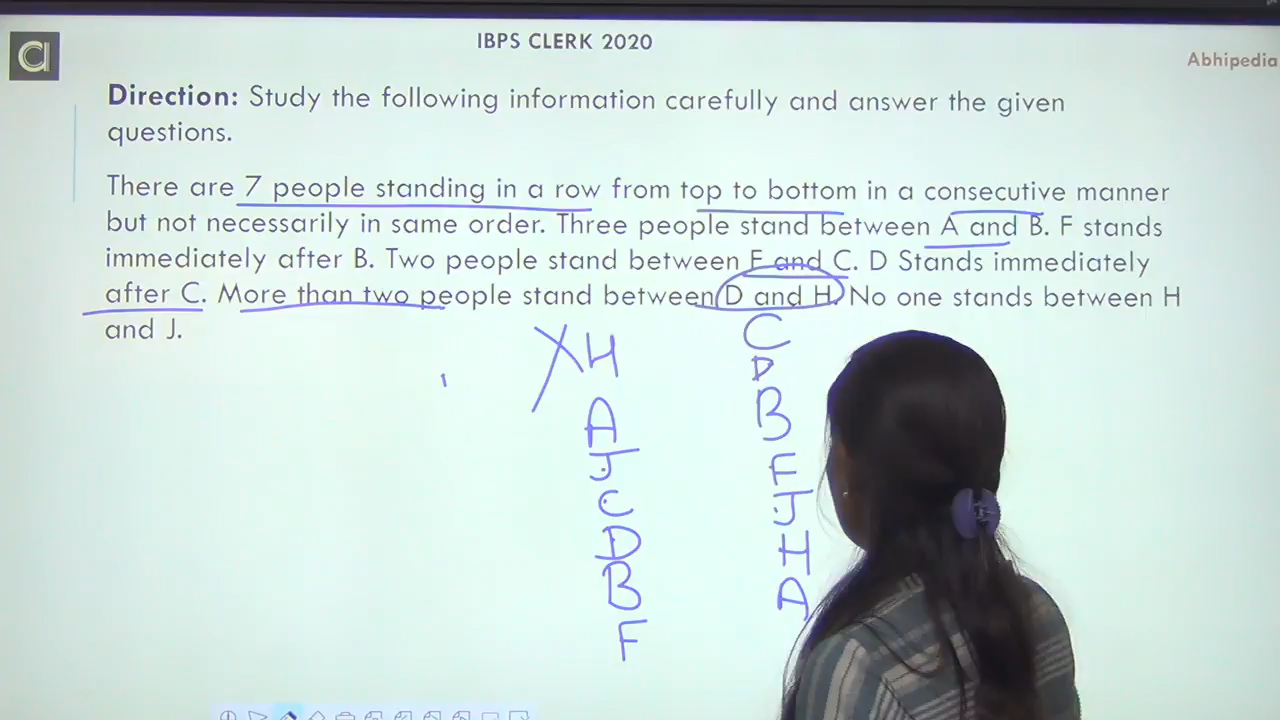 IBPS CLERK 2020
Abhipedia
Direction: Study the following information carefully and answer the given
questions.
There are 7 people standing in a row from top to bottom in a consecutive manner
but not necessarily in same order. Three people stand between A and B. F stands
immediately after B. Two people stand between F and C. D Stands immediately
after C. More than two people stand between D and H. No one stands between H
and J.
H
A
J
C
D
B
F
C
D
B
F
J
H
A